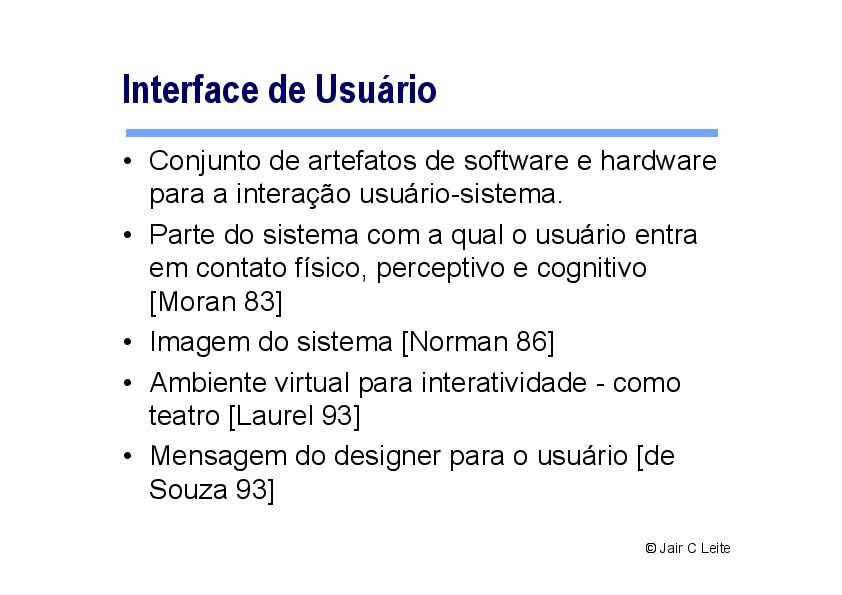 Interface de Usuário
• Conjunto de artefatos de software e hardware
para a interação usuário-sistema.
• Parte do sistema com a qual o usuário entra
em contato físico, perceptivo e cognitivo
[Moran 83]
• Imagem do sistema [Norman 86]
• Ambiente virtual para interatividade - como
teatro [Laurel 93]
• Mensagem do designer para o usuário [de
Souza 93]
© Jair C Leite